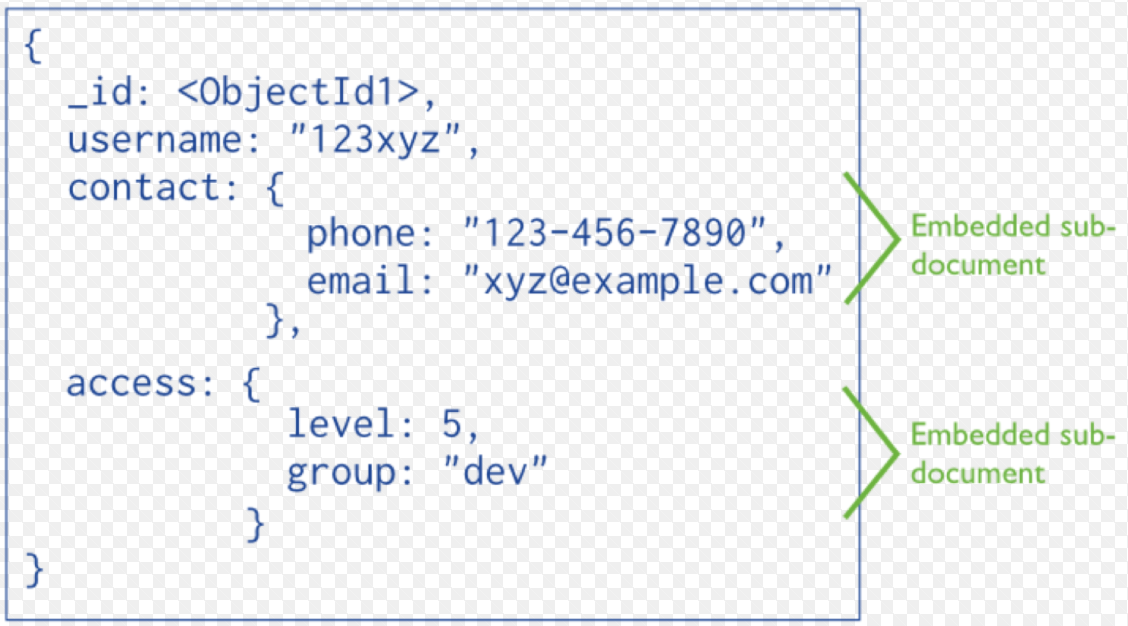 {
_id: <ObjectId1>,
username: "123xyz",
contact: {
phone: "123-456-7890",
email: "xyz@example.com"
},
access: {
level: 5,
group: "dev"
}
}
Embedded sub-
document
Embedded sub-
document